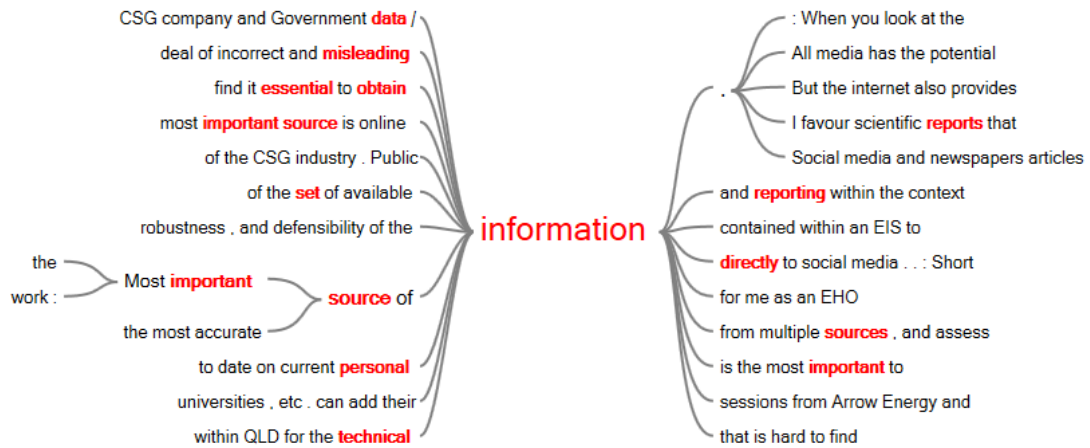 CSG company and Government data /
deal of incorrect and misleading
find it essential to obtain
most important source is online
of the CSG industry . Public
of the set of available
robustness , and defensibility of the
the
work :
Most important
the most accurate
source of
to date on current personal
universities , etc . can add their
within QLD for the technical
information
.
: When you look at the
All media has the potential
But the internet also provides
I favour scientific reports that
Social media and newspapers articles
and reporting within the context
contained within an EIS to
directly to social media . . : Short
for me as an EHO
from multiple sources , and assess
is the most important to
sessions from Arrow Energy and
that is hard to find